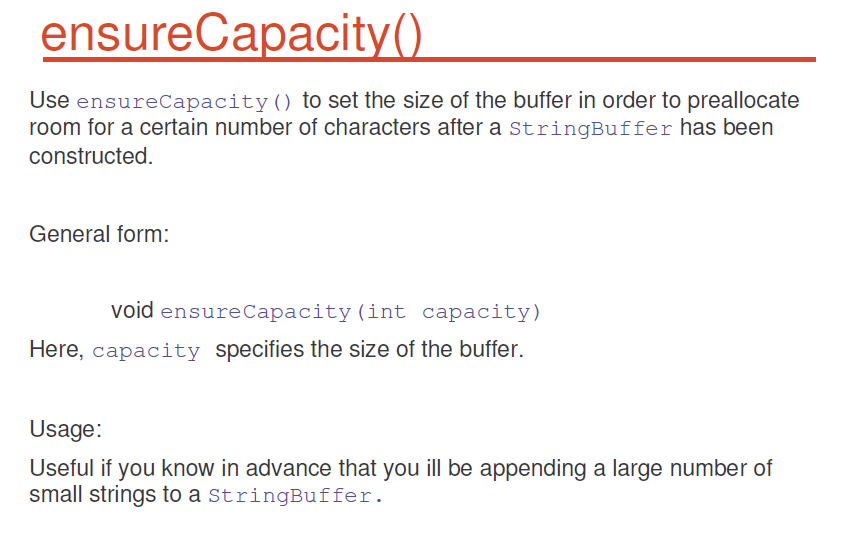 ensureCapacity()
Use ensureCapacity() to set the size of the buffer in order to preallocate
room for a certain number of characters after a StringBuffer has been
constructed.
General form:
void ensureCapacity(int capacity)
Here, capacity specifies the size of the buffer.
Usage:
Useful if you know in advance that you ill be appending a large number of
small strings to a StringBuffer.